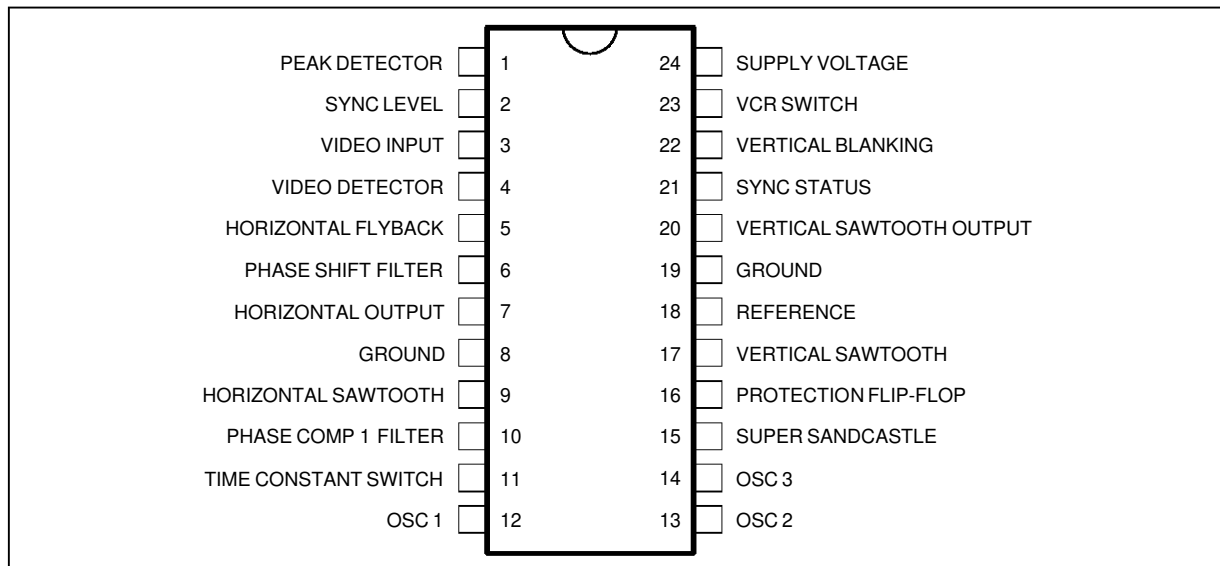 PEAK DETECTOR 1 24 SUPPLY VOLTAGE
SYNC LEVEL 2 23 VCR SWITCH
VIDEO INPUT 3 22 VERTICAL BLANKING
VIDEO DETECTOR 4 21 SYNC STATUS
HORIZONTAL FLYBACK 5 20 VERTICAL SAWTOOTH OUTPUT
PHASE SHIFT FILTER 6 19 GROUND
HORIZONTAL OUTPUT 7 18 REFERENCE
GROUND 8 17 VERTICAL SAWTOOTH
HORIZONTAL SAWTOOTH 9 16 PROTECTION FLIP-FLOP
PHASE COMP 1 FILTER 10 15 SUPER SANDCASTLE
TIME CONSTANT SWITCH 11 14 OSC 3
OSC 1 12 13 OSC 2